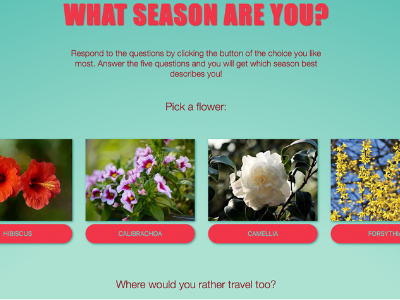 WHAT SEASON ARE YOU?
Respond to the questions by clicking the button of the choice you like
most. Answer the five questions and you will get which season best
describes you!
Pick a flower:
HIBISCUS
CALIBRACHOA
CAMELLIA
FORSYTHIA
Where would you rather travel too?